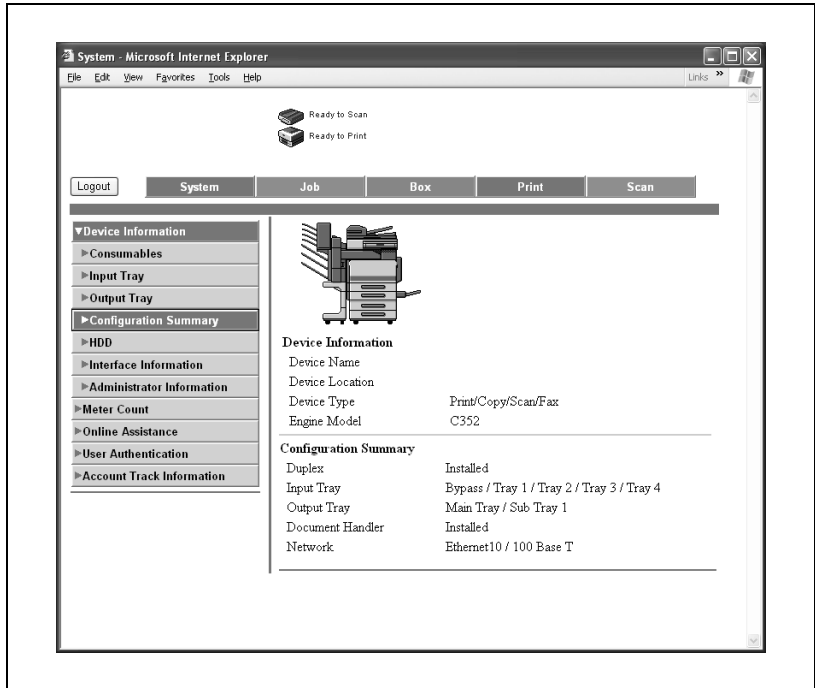 System - Microsoft Internet Explorer
File Edit View Favorites Tools Help
Links »
Ready to Scan
Ready to Print
Logout
System Job Box Print Scan
▼Device Information
►Consumables
►Input Tray
►Output Tray
►Configuration Summary
►HDD
►Interface Information
►Administrator Information
►Meter Count
►Online Assistance
►User Authentication
►Account Track Information
Device Information
Device Name
Device Location
Device Type Print/Copy/Scan/Fax
Engine Model C352
Configuration Summary
Duplex Installed
Input Tray Bypass / Tray 1 / Tray 2 / Tray 3 / Tray 4
Output Tray Main Tray / Sub Tray 1
Document Handler Installed
Network Ethernet10 / 100 Base T